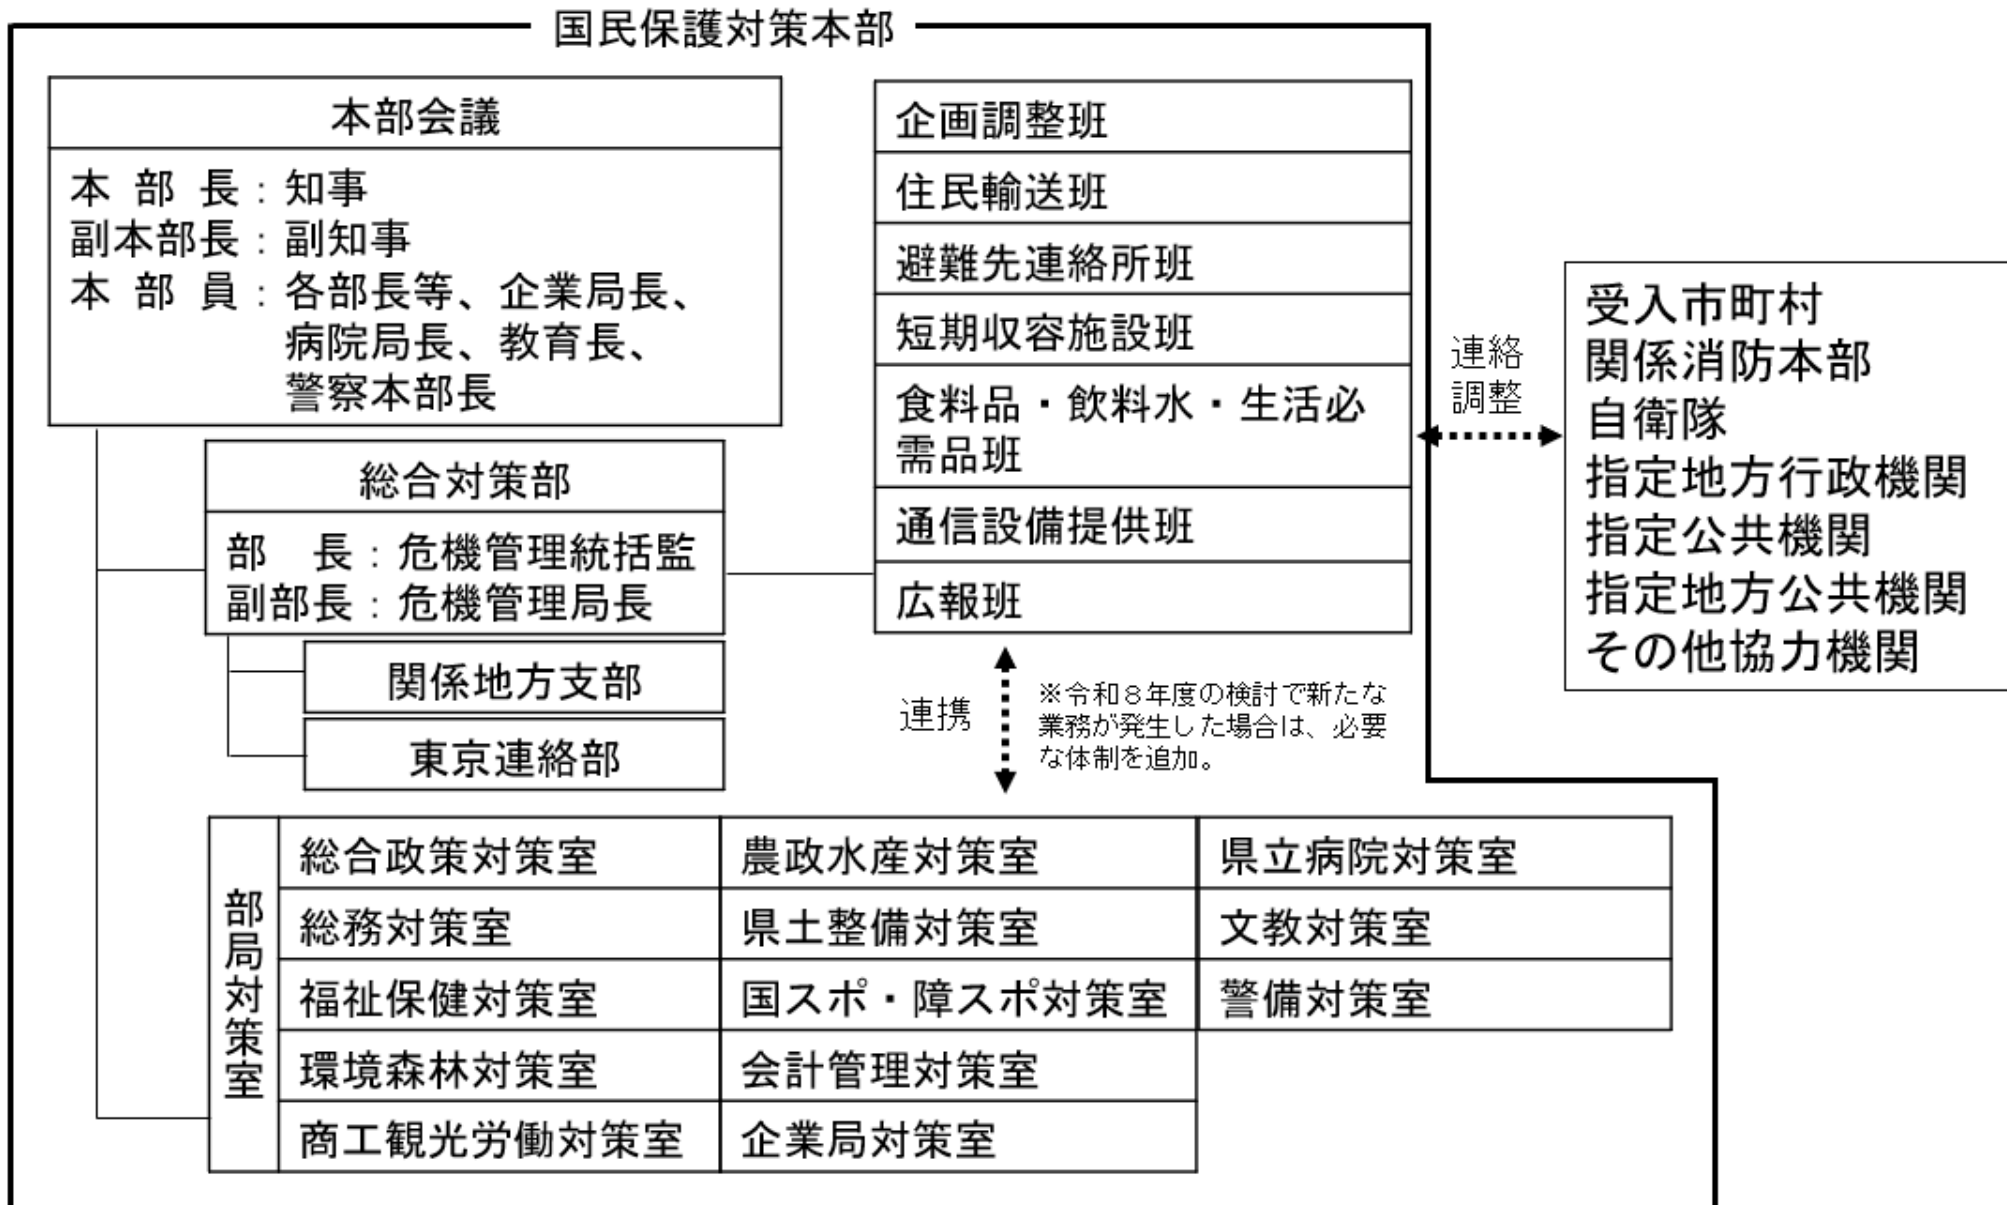 国民保護対策本部
本部会議
本 部 長：知事
副本部長：副知事
本 部 員：各部長等、企業局長、
病院局長、教育長、
警察本部長
総合対策部
部 長：危機管理統括監
副部長：危機管理局長
関係地方支部
東京連絡部
企画調整班
住民輸送班
避難先連絡所班
短期収容施設班
食料品・飲料水・生活必
需品班
通信設備提供班
広報班
連絡
調整
受入市町村
関係消防本部
自衛隊
指定地方行政機関
指定公共機関
指定地方公共機関
その他協力機関
連携
※令和８年度の検討で新たな
業務が発生した場合は、必要
な体制を追加。
部局対策室
総合政策対策室
総務対策室
福祉保健対策室
環境森林対策室
商工観光労働対策室
農政水産対策室
県土整備対策室
国スポ・障スポ対策室
会計管理対策室
企業局対策室
県立病院対策室
文教対策室
警備対策室